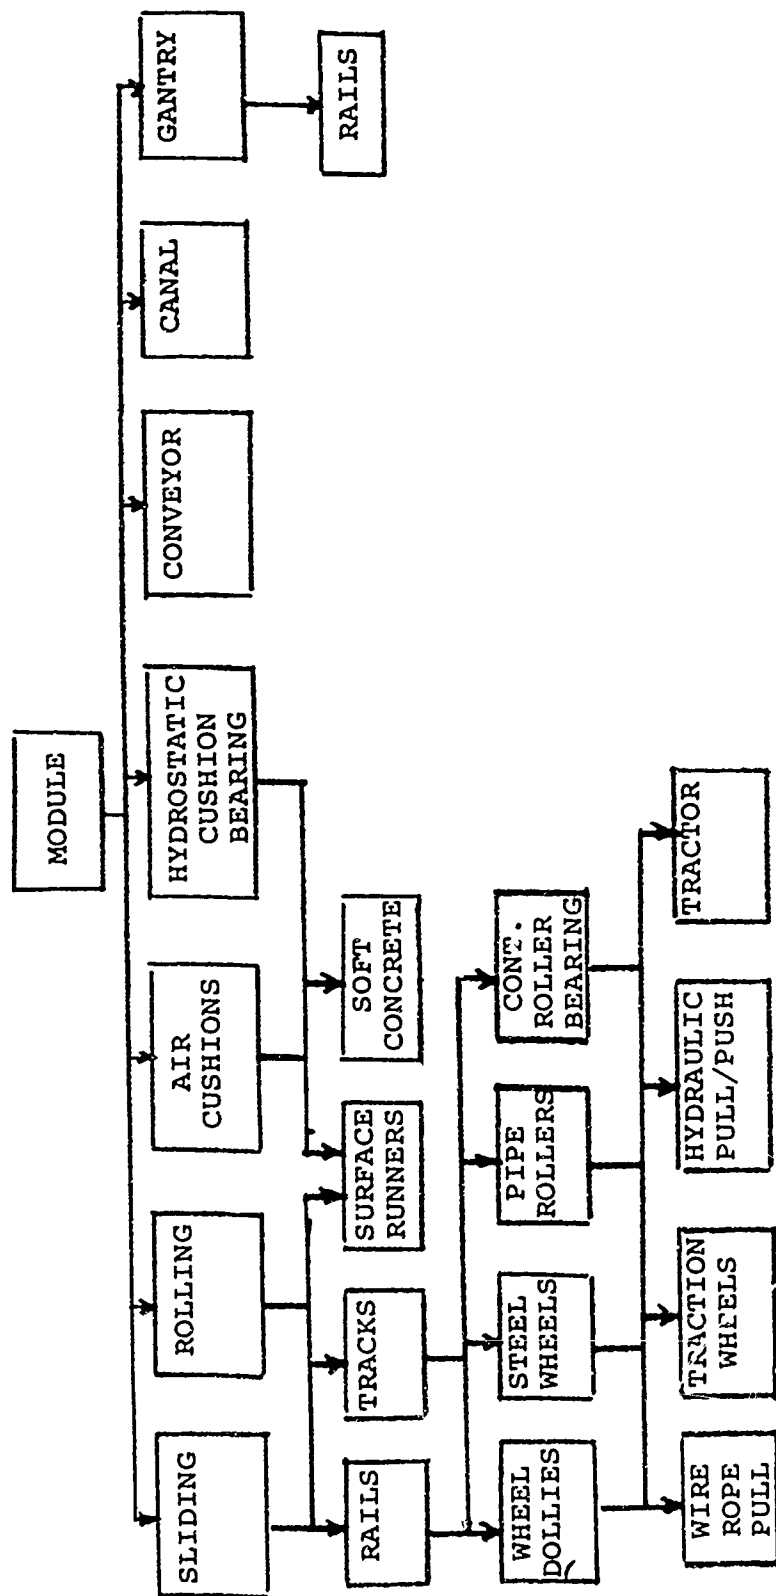 MODULE
SLIDING
ROLLING
AIR
CUSHIONS
HYDROSTATIC
CUSHION
BEARING
CONVEYOR
CANAL
GANTRY
RAILS
TRACKS
SURFACE
RUNNERS
SOFT
CONCRETE
RAILS
WHEEL
DOLLIES
STEEL
WHEELS
PIPE
ROLLERS
CONT.
ROLLER
BEARING
WIRE
ROPE
PULL
TRACTION
WHEELS
HYDRAULIC
PULL/PUSH
TRACTOR